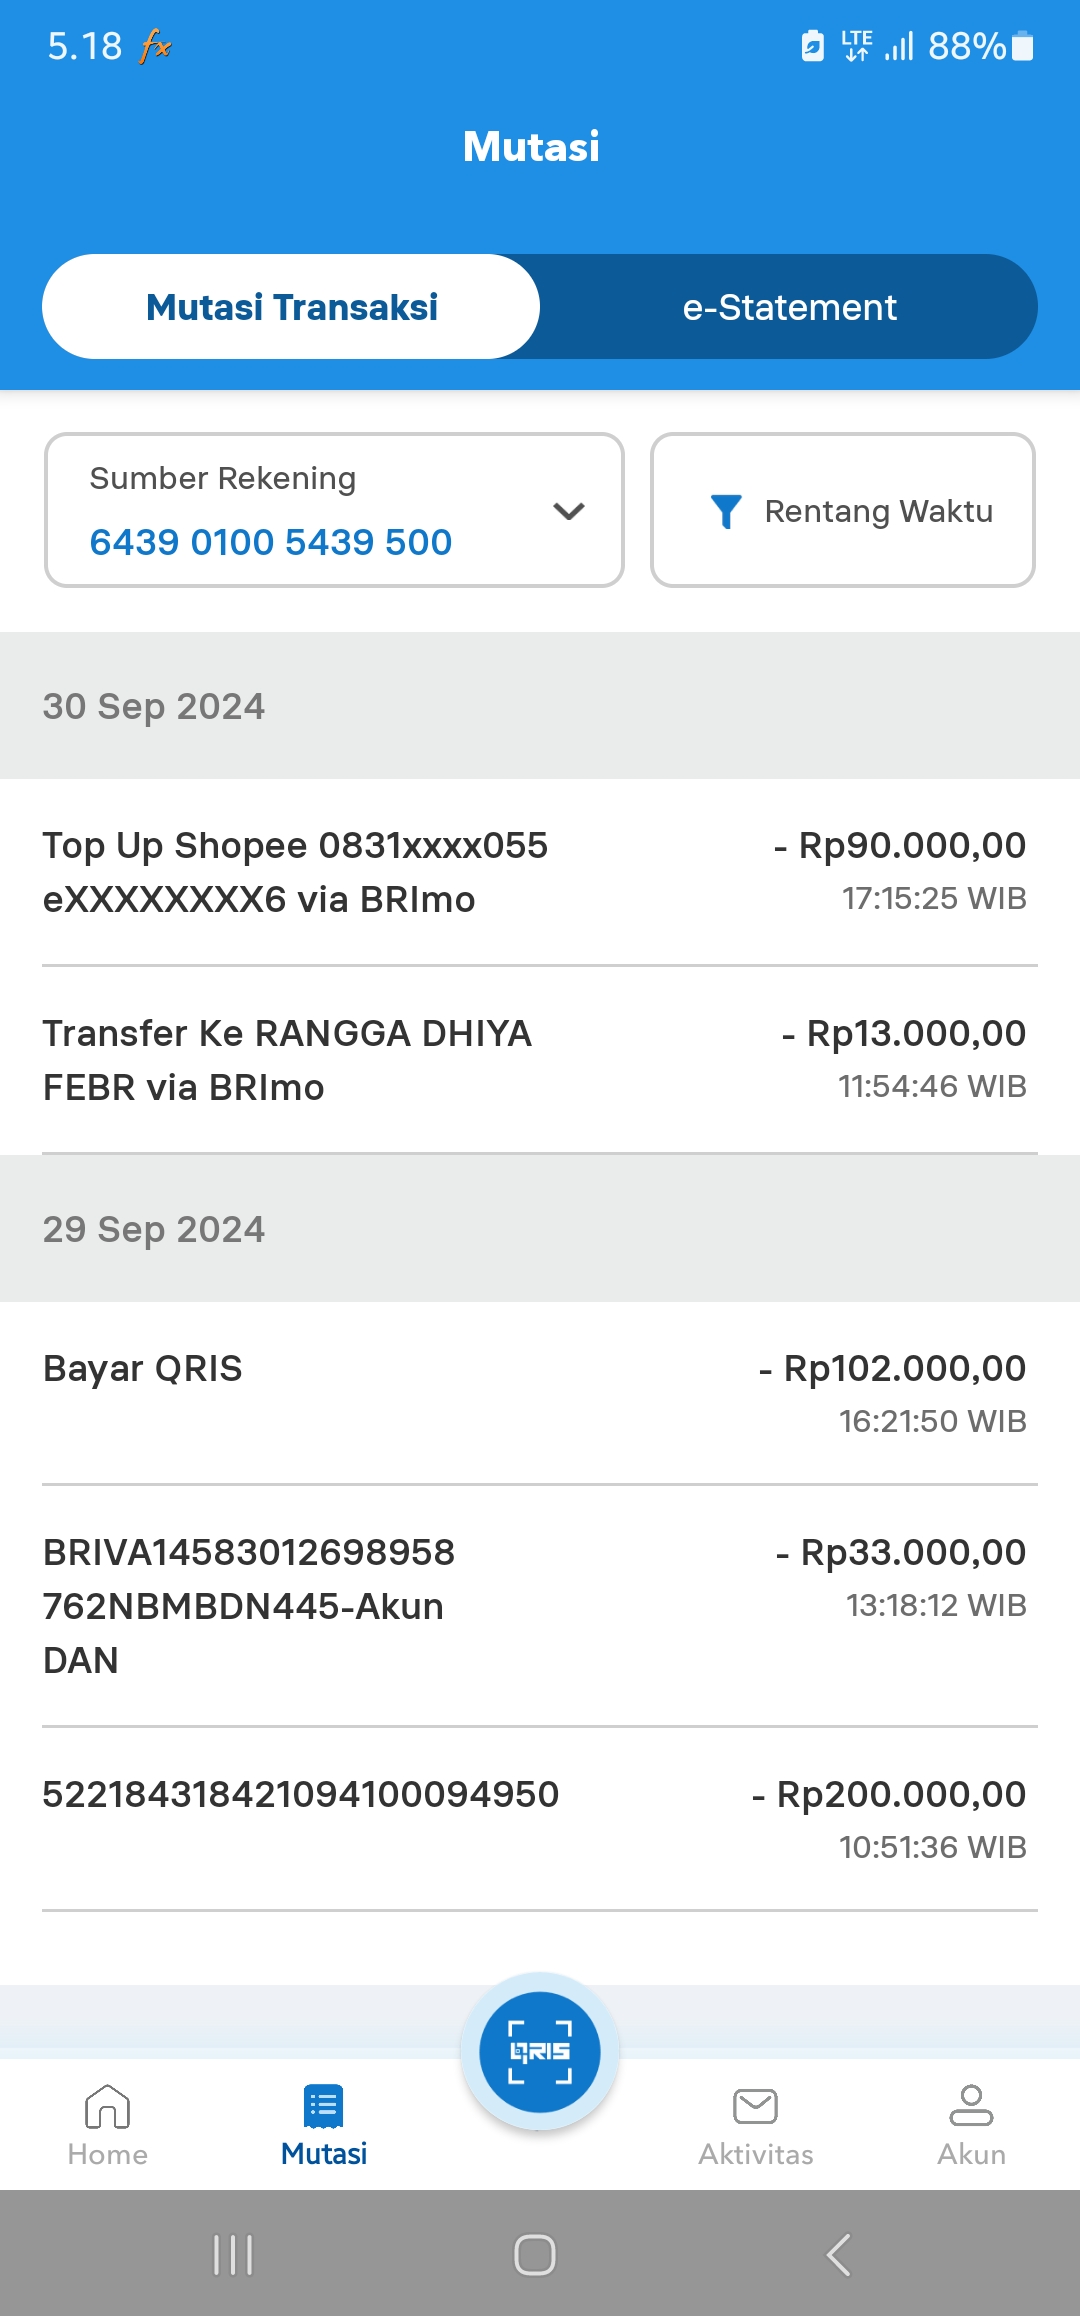 5.18 fx LTE 88%
Mutasi
Mutasi Transaksi e-Statement
Sumber Rekening
6439 0100 5439 500
Rentang Waktu
30 Sep 2024
Top Up Shopee 0831xxxx055 - Rp90.000,00
eXXXXXXXX6 via BRImo 17:15:25 WIB
Transfer Ke RANGGA DHIYA - Rp13.000,00
FEBR via BRImo 11:54:46 WIB
29 Sep 2024
Bayar QRIS - Rp102.000,00
16:21:50 WIB
BRIVA14583012698958 - Rp33.000,00
762NBMBDN445-Akun 13:18:12 WIB
DAN
522184318421094100094950 - Rp200.000,00
10:51:36 WIB
QRIS
Home Mutasi Aktivitas Akun